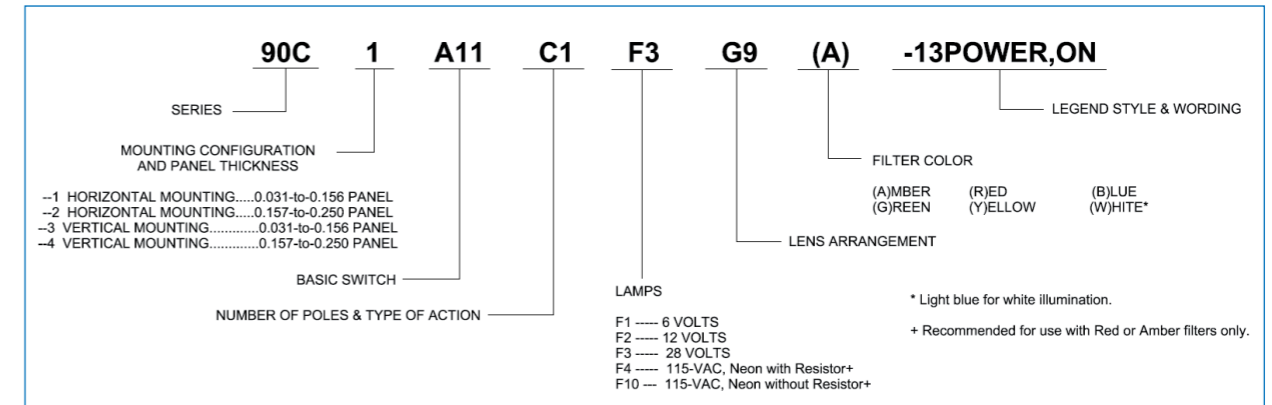 90C 1 A11 C1 F3 G9 (A) -13POWER,ON
SERIES
LEGEND STYLE & WORDING
MOUNTING CONFIGURATION
AND PANEL THICKNESS
--1 HORIZONTAL MOUNTING.....0.031-to-0.156 PANEL
--2 HORIZONTAL MOUNTING.....0.157-to-0.250 PANEL
--3 VERTICAL MOUNTING............0.031-to-0.156 PANEL
--4 VERTICAL MOUNTING............0.157-to-0.250 PANEL
FILTER COLOR
(A)MBER (R)ED (B)LUE
(G)REEN (Y)ELLOW (W)HITE*
LENS ARRANGEMENT
BASIC SWITCH
NUMBER OF POLES & TYPE OF ACTION
LAMPS
F1 ----- 6 VOLTS
F2 ----- 12 VOLTS
F3 ----- 28 VOLTS
F4 ----- 115-VAC, Neon with Resistor+
F10 --- 115-VAC, Neon without Resistor+
* Light blue for white illumination.
+ Recommended for use with Red or Amber filters only.